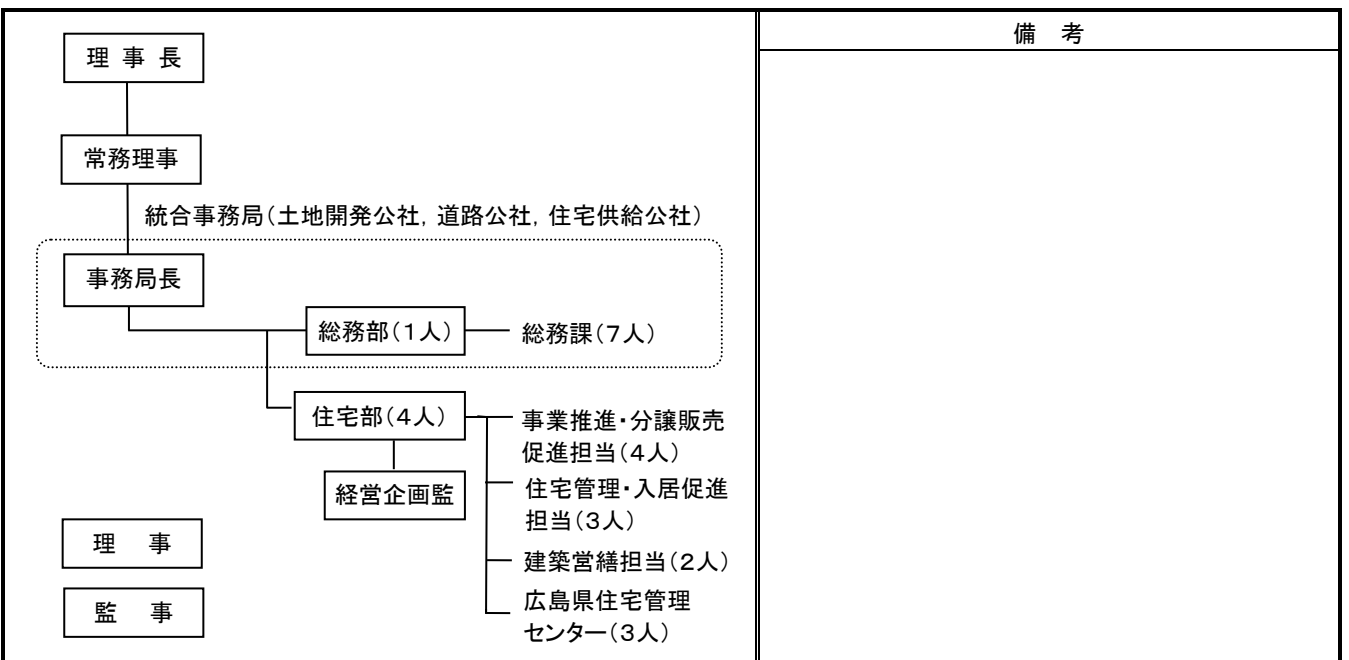 備 考
理 事 長
常務理事
統合事務局（土地開発公社，道路公社，住宅供給公社）
事務局長
総務部（１人）
総務課（７人）
住宅部（４人）
事業推進・分譲販売
促進担当（４人）
経営企画監
住宅管理・入居促進
担当（３人）
建築営繕担当（２人）
広島県住宅管理
センター（３人）
理 事
監 事